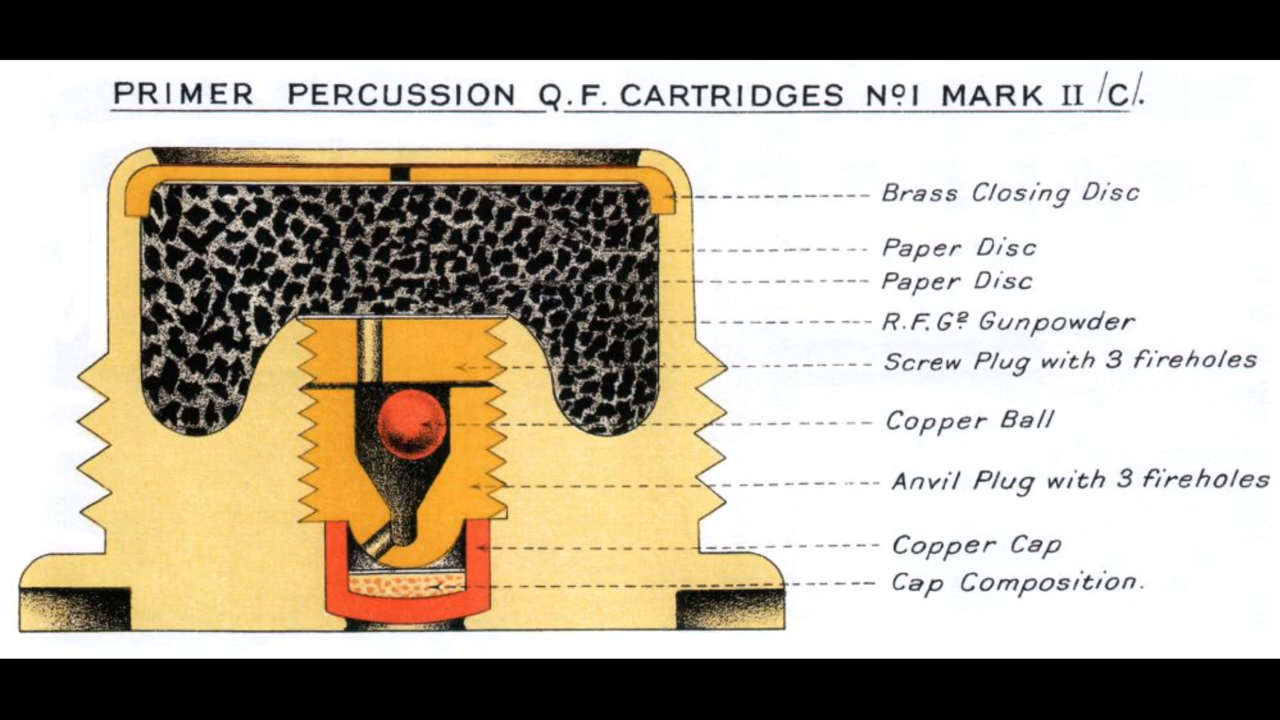 PRIMER PERCUSSION Q.F. CARTRIDGES Nº1 MARK II /C/.
Brass Closing Disc
Paper Disc
Paper Disc
R.F.G² Gunpowder
Screw Plug with 3 fireholes
Copper Ball
Anvil Plug with 3 fireholes
Copper Cap
Cap Composition.